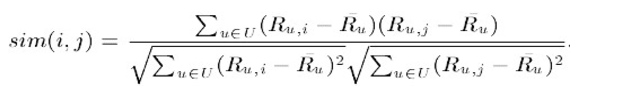 sim(i, j) = \frac{\sum_{u \in U} (R_{u,i} - \bar{R_u})(R_{u,j} - \bar{R_u})}{\sqrt{\sum_{u \in U} (R_{u,i} - \bar{R_u})^2} \sqrt{\sum_{u \in U} (R_{u,j} - \bar{R_u})^2}}.